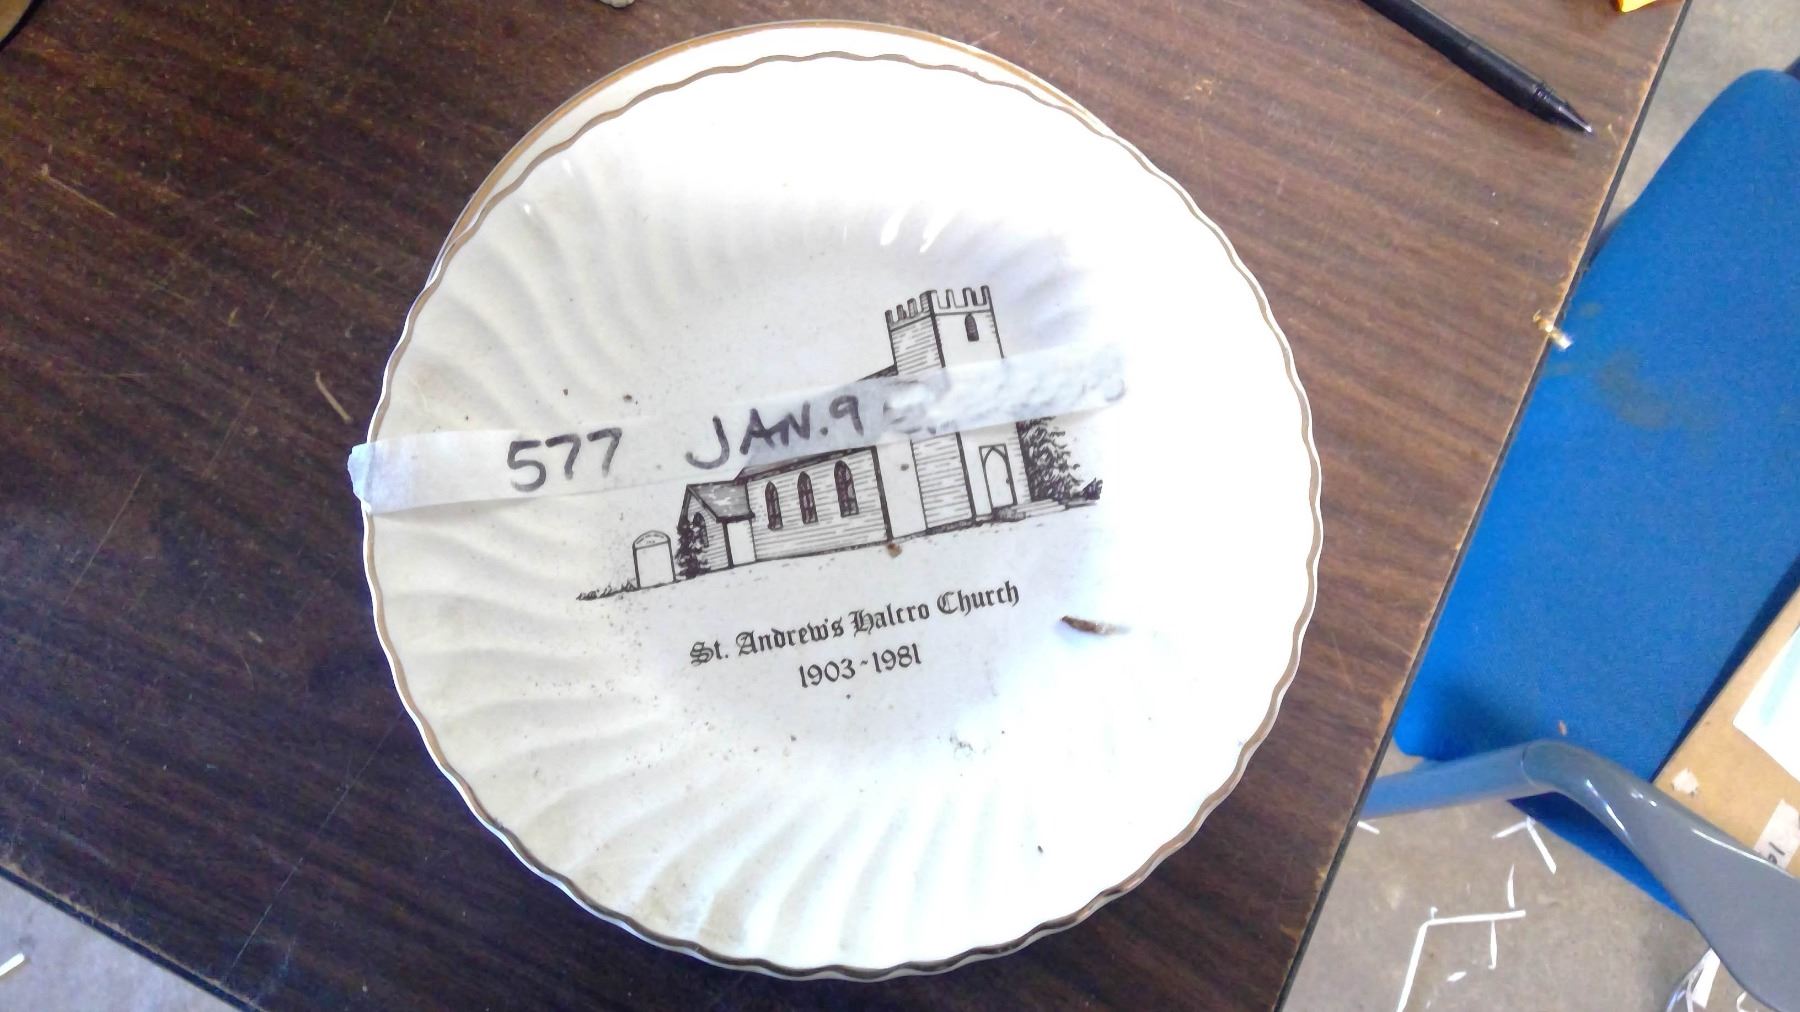 577 JAN. 9
St. Andrew's Halcro Church
1903-1981